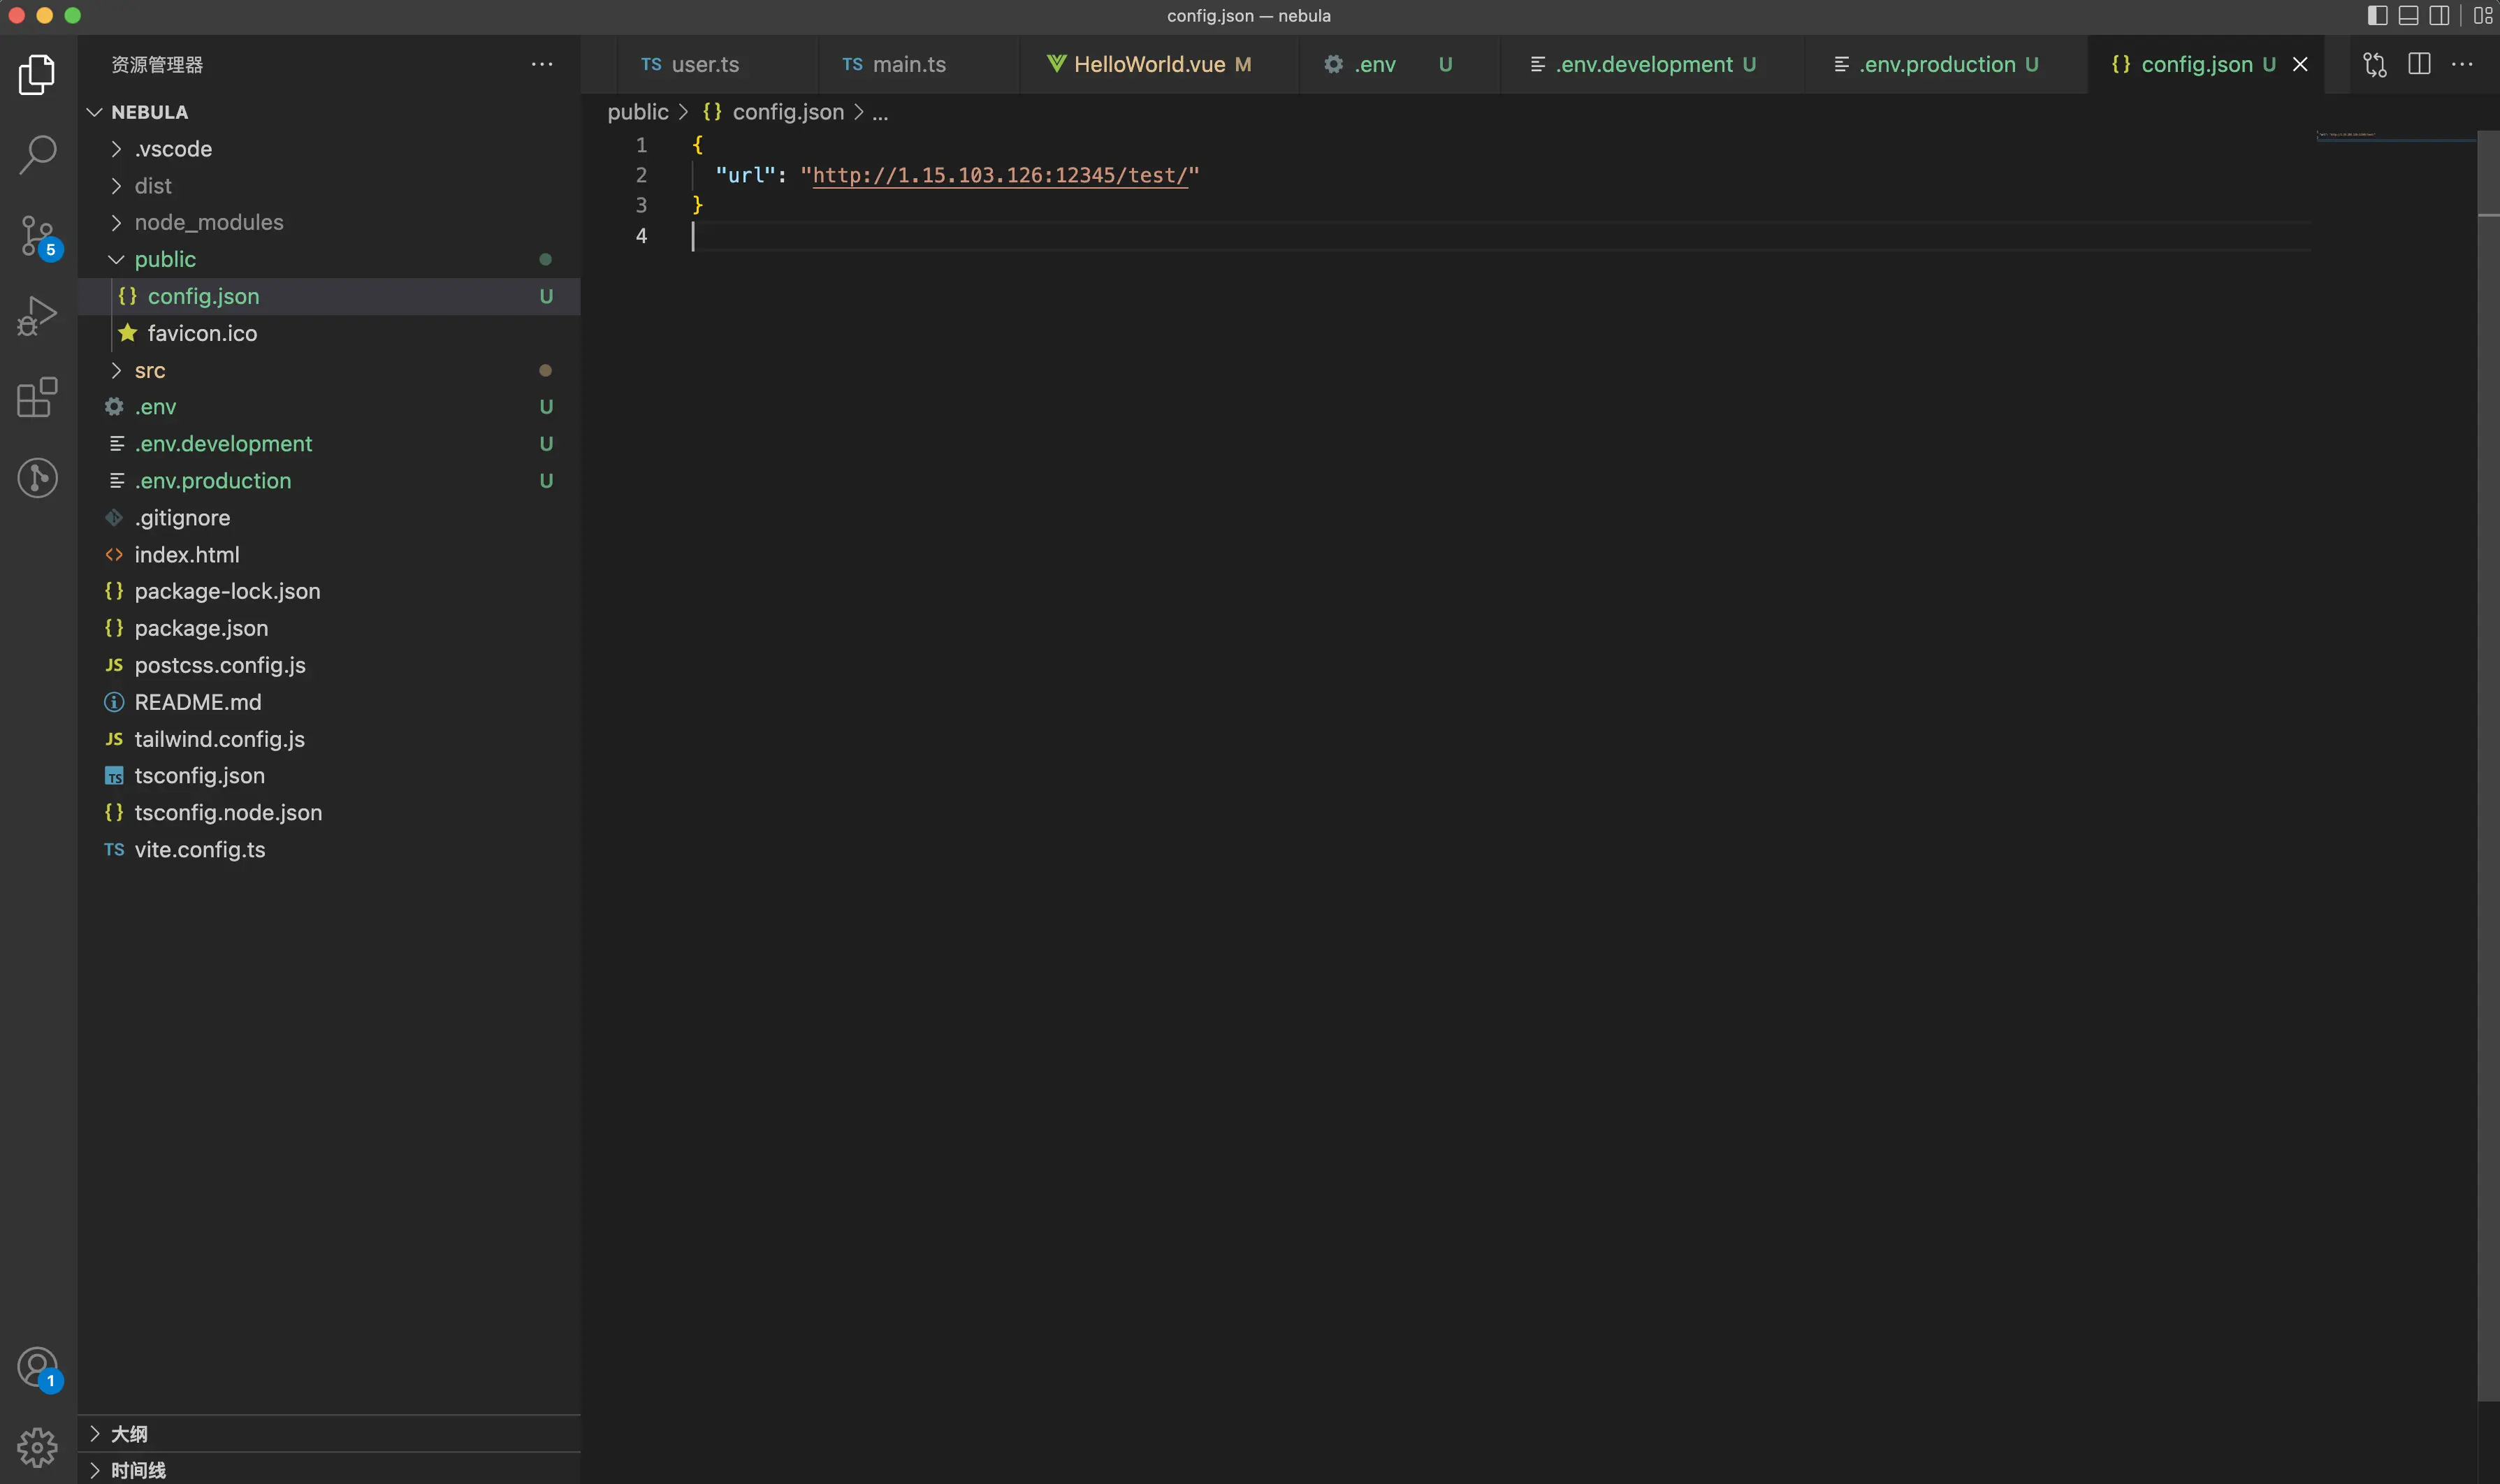 config.json — nebula
资源管理器
NEBULA
.vscode
dist
node_modules
public
config.json U
favicon.ico
src
.env U
.env.development U
.env.production U
.gitignore
index.html
package-lock.json
package.json
JS postcss.config.js
README.md
JS tailwind.config.js
TS tsconfig.json
tsconfig.node.json
TS vite.config.ts
大纲
时间线
5
1
TS user.ts
TS main.ts
HelloWorld.vue M
.env U
.env.development U
.env.production U
{} config.json U
public > {} config.json > ...
1 {
2 "url": "http://1.15.103.126:12345/test/"
3 }
4